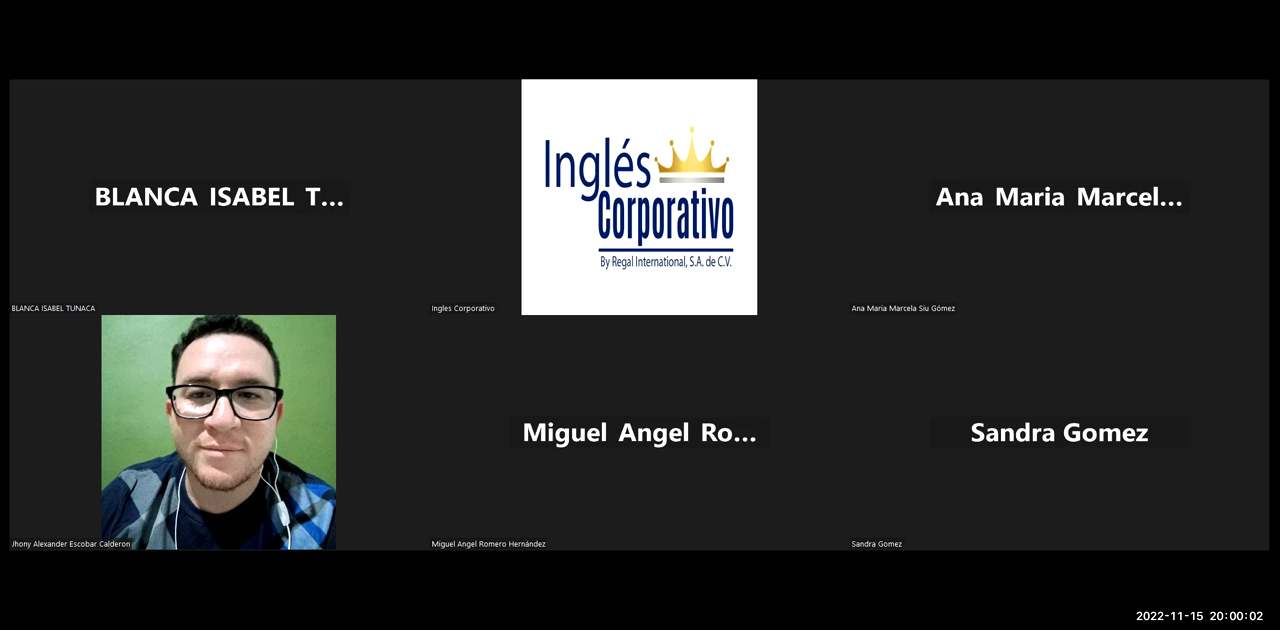 BLANCA ISABEL T...
BLANCA ISABEL TUNACA
Inglés
Corporativo
By Regal International, S.A. de C.V.
Ingles Corporativo
Ana Maria Marcel...
Ana Maria Marcela Siu Gómez
Jhony Alexander Escobar Calderon
Miguel Angel Ro...
Miguel Angel Romero Hernández
Sandra Gomez
Sandra Gomez
2022-11-15 20:00:02